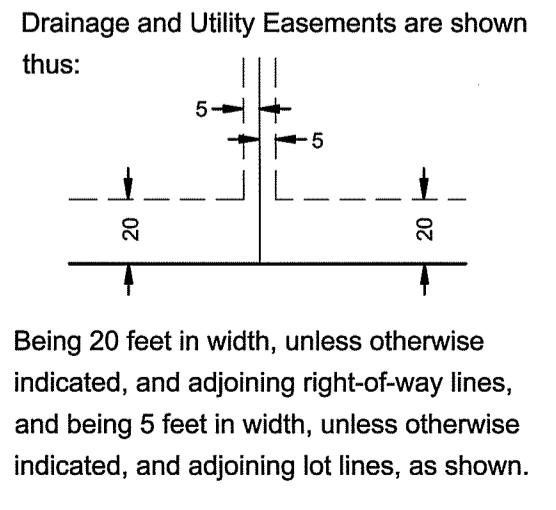 Drainage and Utility Easements are shown
thus:
5
5
20
20
Being 20 feet in width, unless otherwise
indicated, and adjoining right-of-way lines,
and being 5 feet in width, unless otherwise
indicated, and adjoining lot lines, as shown.